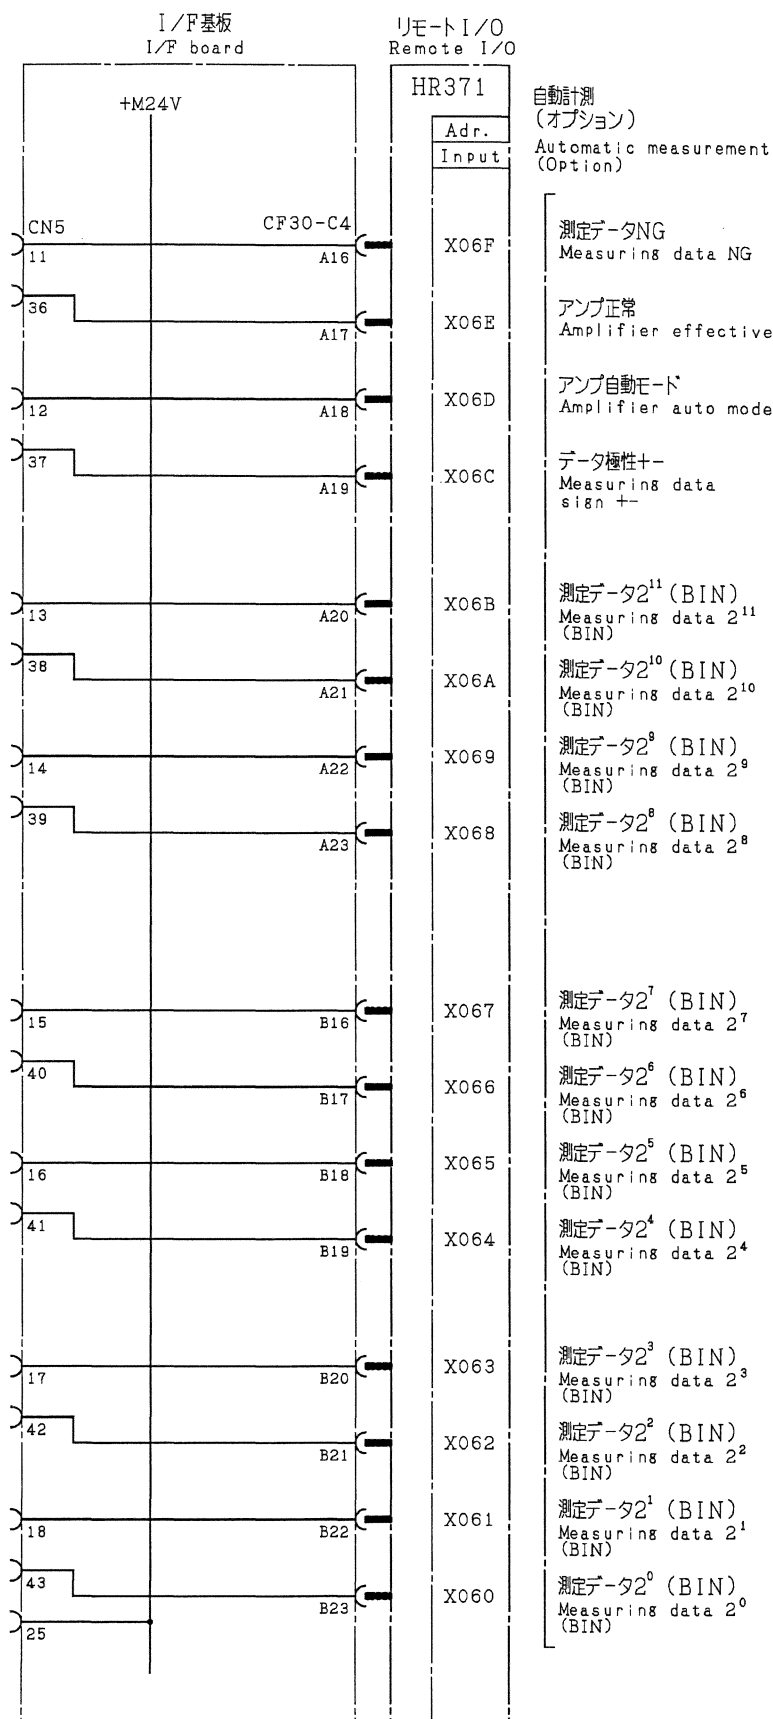 I/F基板
I/F board
リモートI/O
Remote I/O
HR371
+M24V
Adr.
Input
自動計測
(オプション)
Automatic measurement
(Option)
CN5
CF30-C4
11
A16
X06F
測定データNG
Measuring data NG
36
A17
X06E
アンプ正常
Amplifier effective
12
A18
X06D
アンプ自動モード
Amplifier auto mode
37
A19
X06C
データ極性+-
Measuring data
sign +-
13
A20
X06B
測定データ2¹¹ (BIN)
Measuring data 2¹¹
(BIN)
38
A21
X06A
測定データ2¹⁰ (BIN)
Measuring data 2¹⁰
(BIN)
14
A22
X069
測定データ2⁹ (BIN)
Measuring data 2⁹
(BIN)
39
A23
X068
測定データ2⁸ (BIN)
Measuring data 2⁸
(BIN)
15
B16
X067
測定データ2⁷ (BIN)
Measuring data 2⁷
(BIN)
40
B17
X066
測定データ2⁶ (BIN)
Measuring data 2⁶
(BIN)
16
B18
X065
測定データ2⁵ (BIN)
Measuring data 2⁵
(BIN)
41
B19
X064
測定データ2⁴ (BIN)
Measuring data 2⁴
(BIN)
17
B20
X063
測定データ2³ (BIN)
Measuring data 2³
(BIN)
42
B21
X062
測定データ2² (BIN)
Measuring data 2²
(BIN)
18
B22
X061
測定データ2¹ (BIN)
Measuring data 2¹
(BIN)
43
B23
X060
測定データ2⁰ (BIN)
Measuring data 2⁰
(BIN)
25